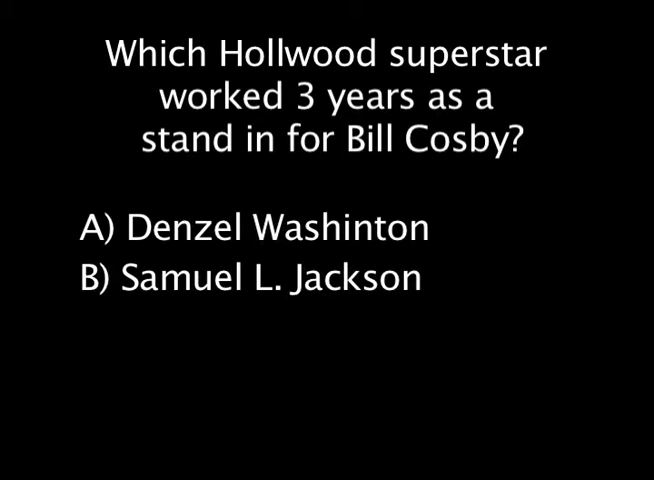 Which Hollwood superstar
worked 3 years as a
stand in for Bill Cosby?
A) Denzel Washinton
B) Samuel L. Jackson